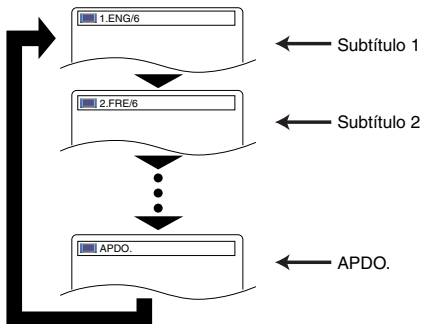 1.ENG/6
Subtítulo 1
2.FRE/6
Subtítulo 2
APDO.
APDO.